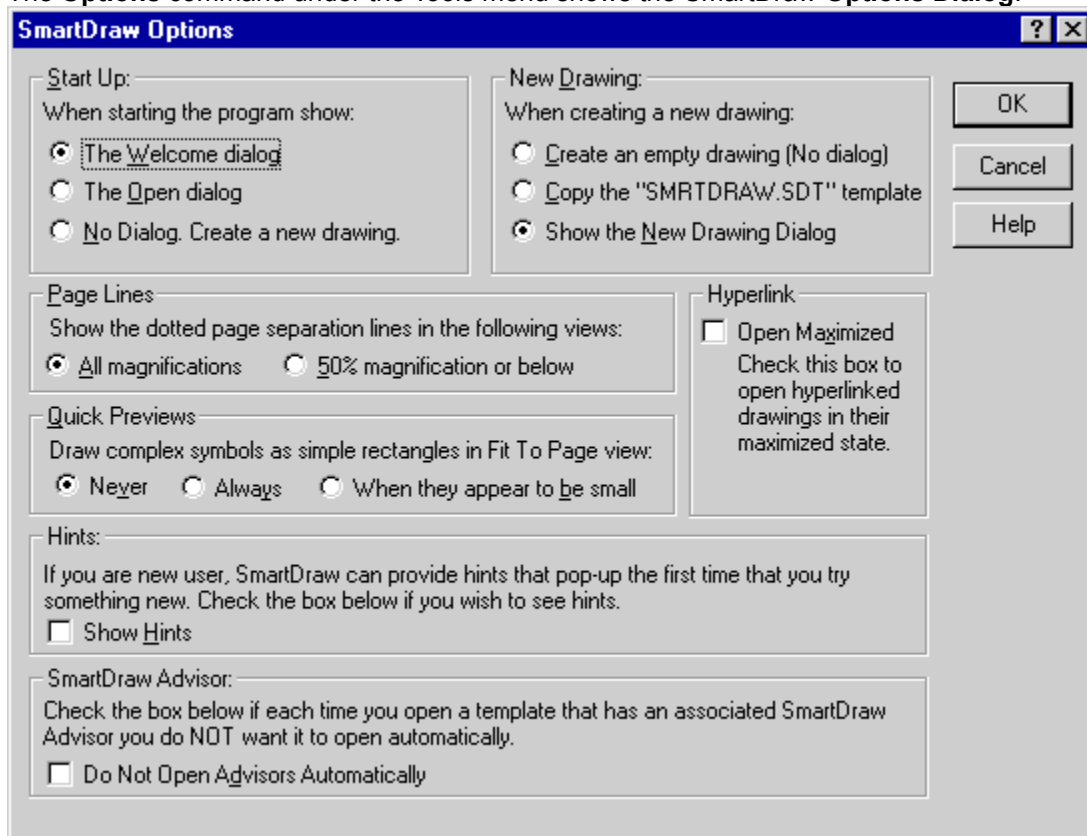 The Options command under the Tools menu shows the SmartDraw Options Dialog.
SmartDraw Options
Start Up:
When starting the program show:
The Welcome dialog
The Open dialog
No Dialog. Create a new drawing.
New Drawing:
When creating a new drawing:
Create an empty drawing (No dialog)
Copy the "SMRTDRAW.SDT" template
Show the New Drawing Dialog
OK
Cancel
Help
Page Lines
Show the dotted page separation lines in the following views:
All magnifications
50% magnification or below
Hyperlink
Open Maximized
Check this box to
open hyperlinked
drawings in their
maximized state.
Quick Previews
Draw complex symbols as simple rectangles in Fit To Page view:
Never
Always
When they appear to be small
Hints:
If you are new user, SmartDraw can provide hints that pop-up the first time that you try
something new. Check the box below if you wish to see hints.
Show Hints
SmartDraw Advisor:
Check the box below if each time you open a template that has an associated SmartDraw
Advisor you do NOT want it to open automatically.
Do Not Open Advisors Automatically